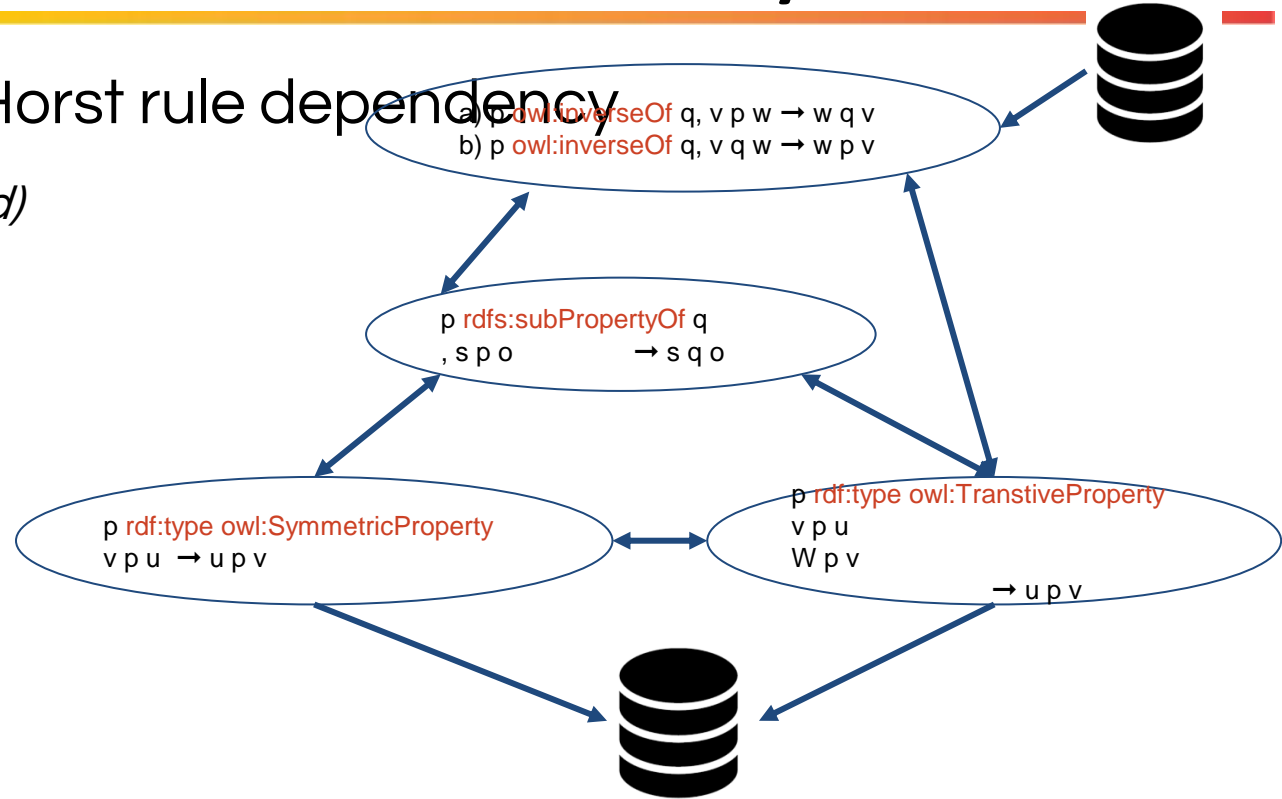 Horst rule dependency
d)
a) p owl:inverseOf q, v p w → w q v
b) p owl:inverseOf q, v q w → w p v
p rdfs:subPropertyOf q
, s p o → s q o
p rdf:type owl:SymmetricProperty
v p u → u p v
p rdf:type owl:TranstiveProperty
v p u
W p v
→ u p v